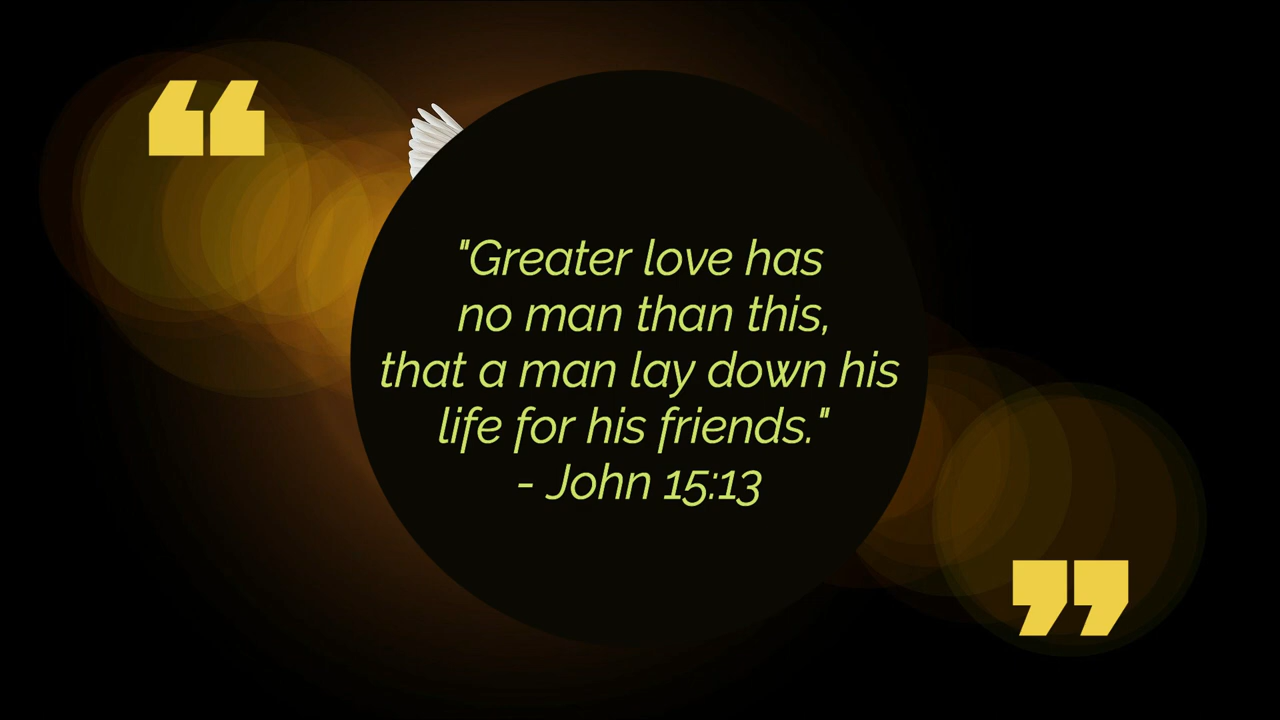 "Greater love has
no man than this,
that a man lay down his
life for his friends."
- John 15:13